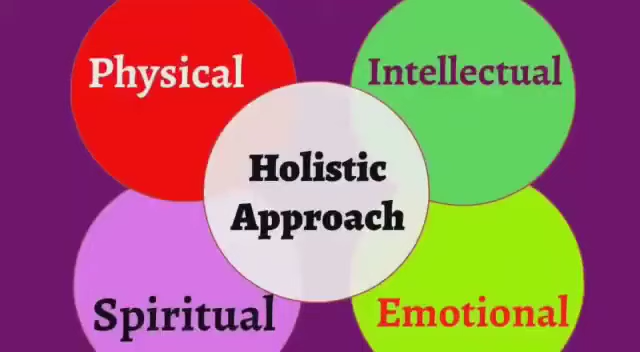 Physical
Intellectual
Holistic
Approach
Spiritual
Emotional